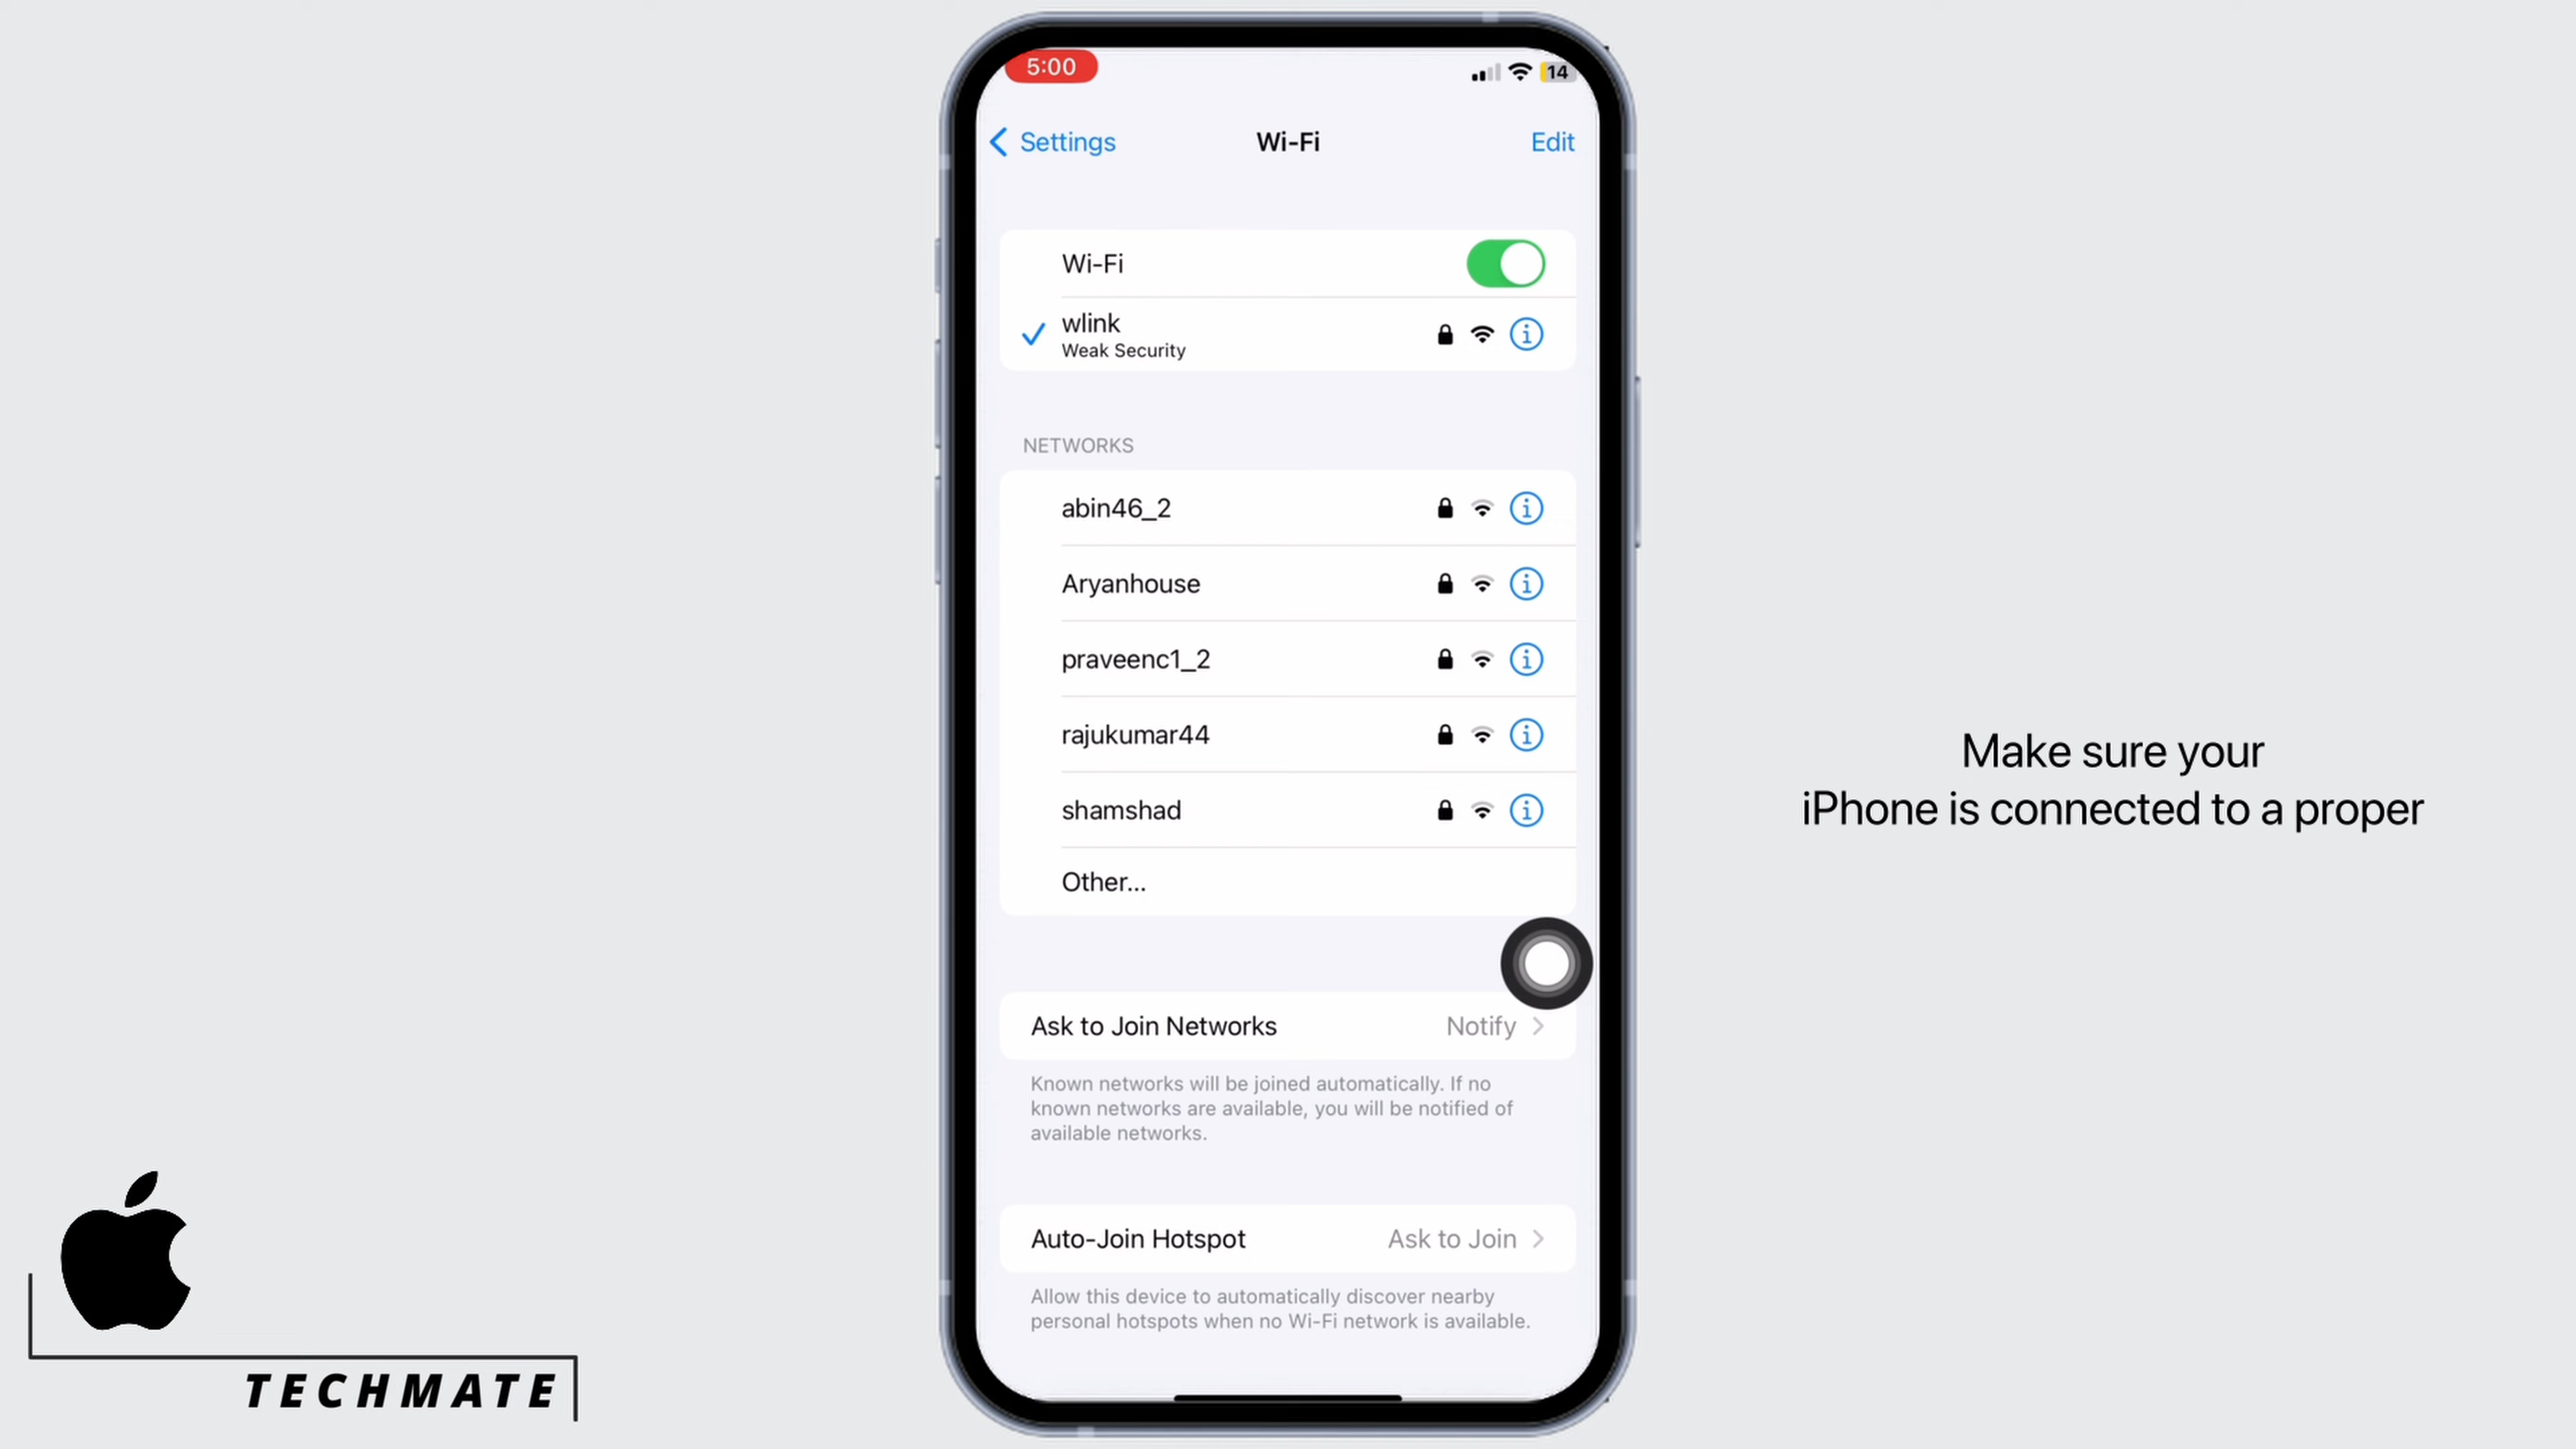 5:00
14
Settings
Wi-Fi
Edit
Wi-Fi
wlink
Weak Security
NETWORKS
abin46_2
Aryanhouse
praveenc1_2
rajukumar44
shamshad
Other...
Ask to Join Networks
Notify
Known networks will be joined automatically. If no
known networks are available, you will be notified of
available networks.
Auto-Join Hotspot
Ask to Join
Allow this device to automatically discover nearby
personal hotspots when no Wi-Fi network is available.
Make sure your
iPhone is connected to a proper
TECHMATE